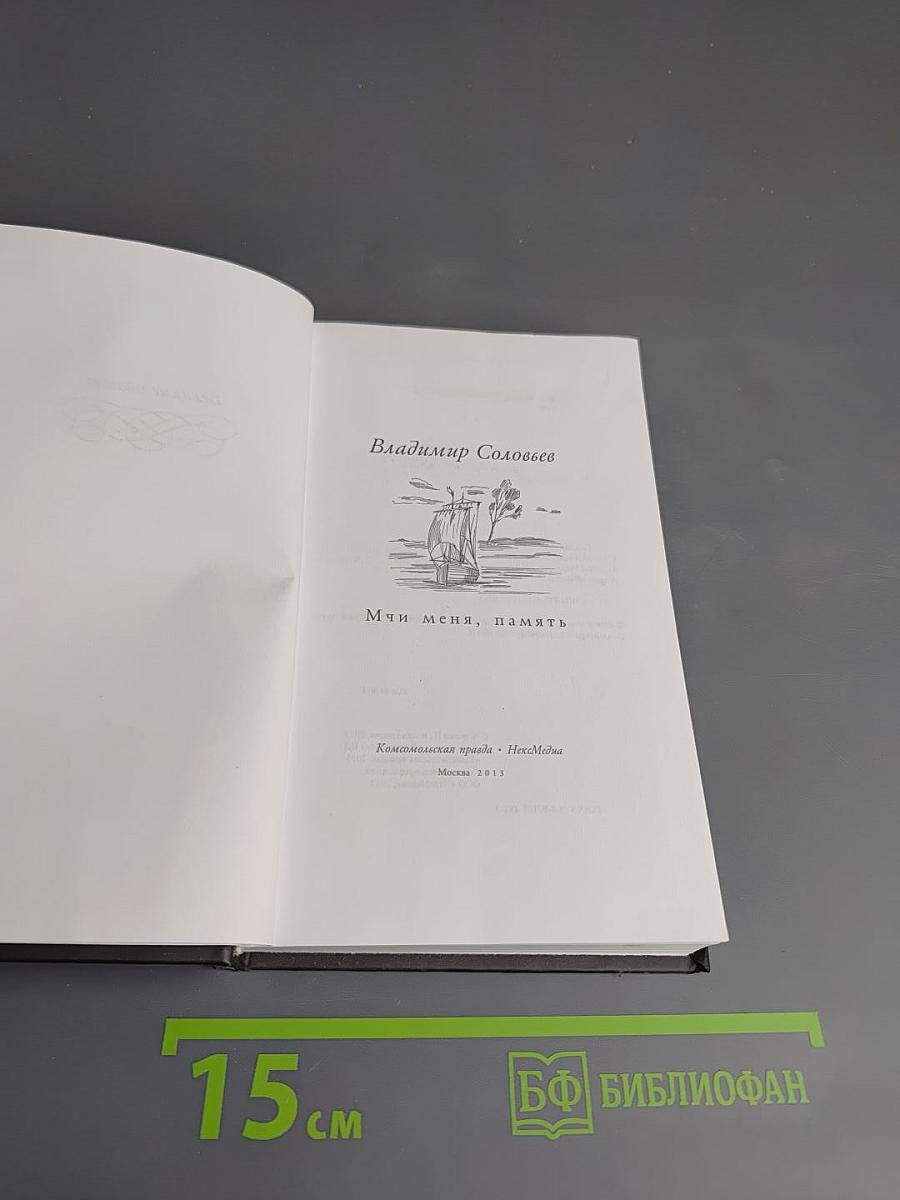 Владимир Соловьев
Мчи меня, память
Комсомольская правда • НексМедиа
Москва 2013
15 см
БФ БИБЛИОФАН